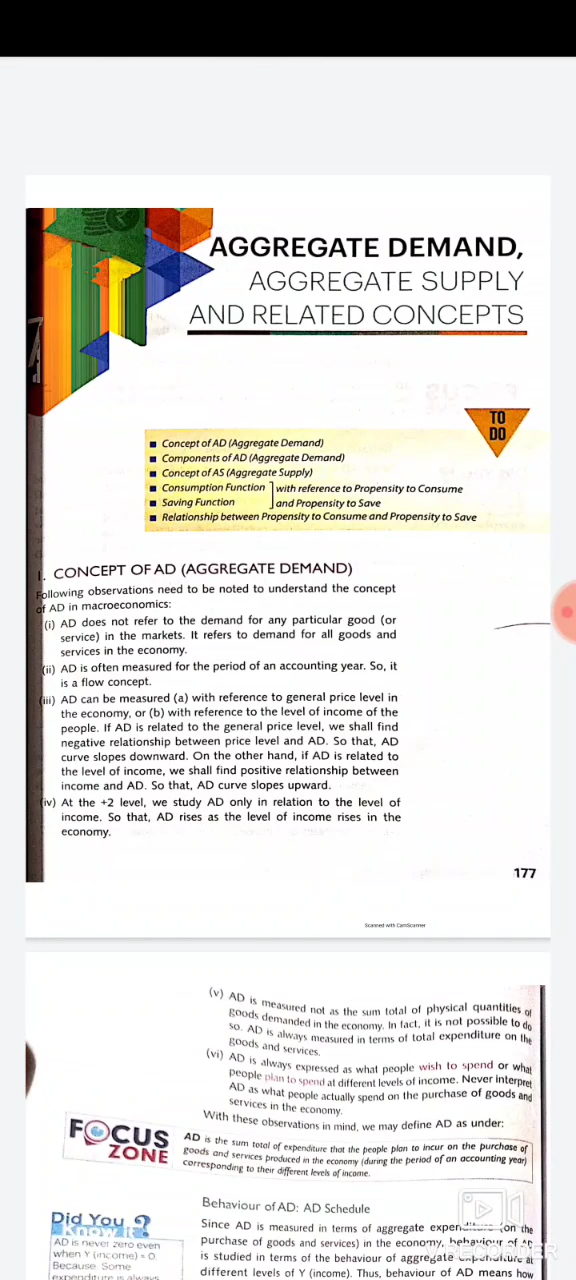 AGGREGATE DEMAND,
AGGREGATE SUPPLY
AND RELATED CONCEPTS
TO
DO
■ Concept of AD (Aggregate Demand)
■ Components of AD (Aggregate Demand)
■ Concept of AS (Aggregate Supply)
■ Consumption Function ] with reference to Propensity to Consume
■ Saving Function ] and Propensity to Save
■ Relationship between Propensity to Consume and Propensity to Save
1. CONCEPT OF AD (AGGREGATE DEMAND)
Following observations need to be noted to understand the concept
of AD in macroeconomics:
(i) AD does not refer to the demand for any particular good (or
service) in the markets. It refers to demand for all goods and
services in the economy.
(ii) AD is often measured for the period of an accounting year. So, it
is a flow concept.
(iii) AD can be measured (a) with reference to general price level in
the economy, or (b) with reference to the level of income of the
people. If AD is related to the general price level, we shall find
negative relationship between price level and AD. So that, AD
curve slopes downward. On the other hand, if AD is related to
the level of income, we shall find positive relationship between
income and AD. So that, AD curve slopes upward.
(iv) At the +2 level, we study AD only in relation to the level of
income. So that, AD rises as the level of income rises in the
economy.
177
Scanned with CamScanner
(v) AD is measured not as the sum total of physical quantities of
goods demanded in the economy. In fact, it is not possible to do
so. AD is always measured in terms of total expenditure on the
goods and services.
(vi) AD is always expressed as what people wish to spend or what
people plan to spend at different levels of income. Never interpret
AD as what people actually spend on the purchase of goods and
services in the economy.
With these observations in mind, we may define AD as under:
FOCUS
ZONE
AD is the sum total of expenditure that the people plan to incur on the purchase of
goods and services produced in the economy (during the period of an accounting year)
corresponding to their different levels of income.
Behaviour of AD: AD Schedule
Since AD is measured in terms of aggregate expenditure (on the
purchase of goods and services) in the economy, behaviour of AD
is studied in terms of the behaviour of aggregate expenditure at
different levels of Y (income). Thus, behaviour of AD means how
Did You ?
Know it
AD is never zero even
when Y (income) = 0.
Because. Some
expenditure is always
V RECORDER